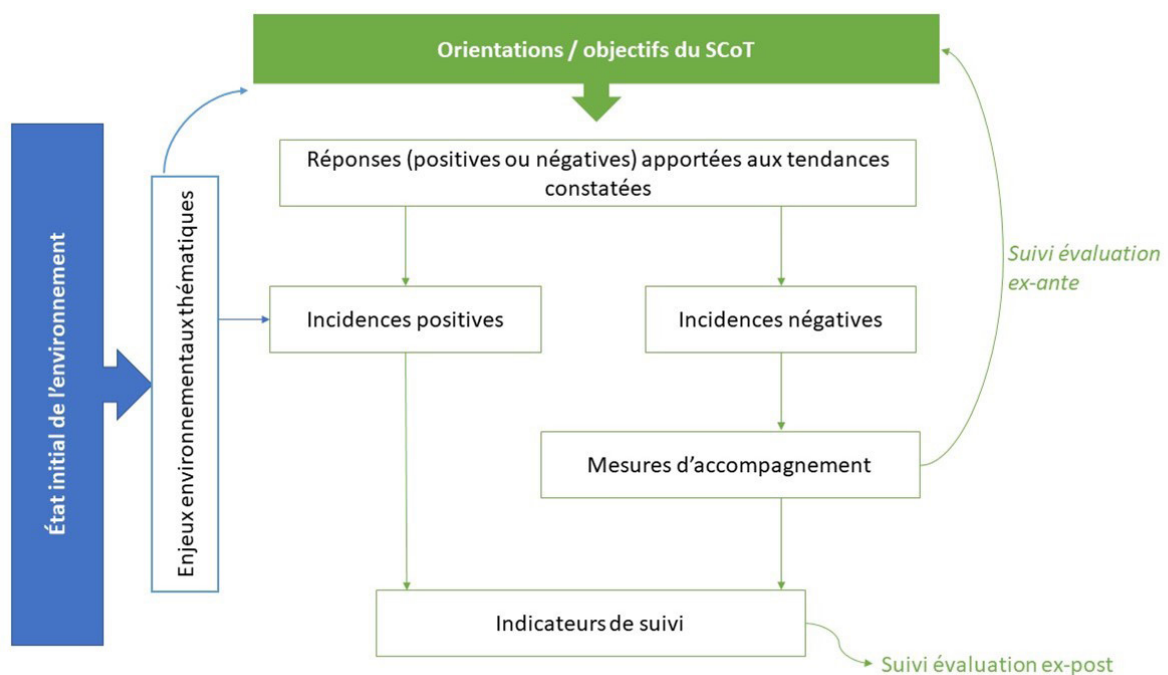 Orientations / objectifs du SCoT
Réponses (positives ou négatives) apportées aux tendances
constatées
État initial de l’environnement
Enjeux environnementaux thématiques
Incidences positives
Incidences négatives
Suivi évaluation
ex-ante
Mesures d’accompagnement
Indicateurs de suivi
Suivi évaluation ex-post